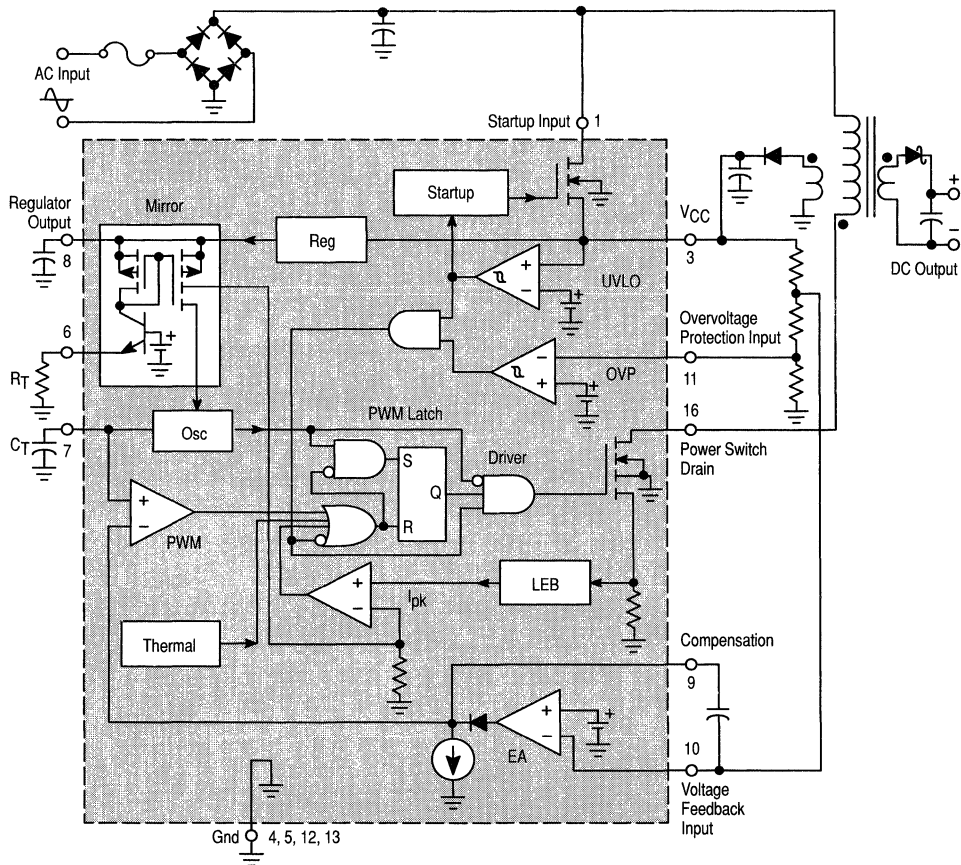 AC Input
Startup Input
1
Regulator
Output
8
Mirror
Startup
Reg
VCC
3
UVLO
DC Output
+
−
6
RT
+
−
+
+
Overvoltage
Protection Input
11
OVP
−
+
+
CT
7
Osc
PWM Latch
16
Power Switch
Drain
Driver
S
Q
R
+
−
PWM
Ipk
+
−
LEB
Thermal
Compensation
9
EA
+
−
+
10
Voltage
Feedback
Input
Gnd
4, 5, 12, 13